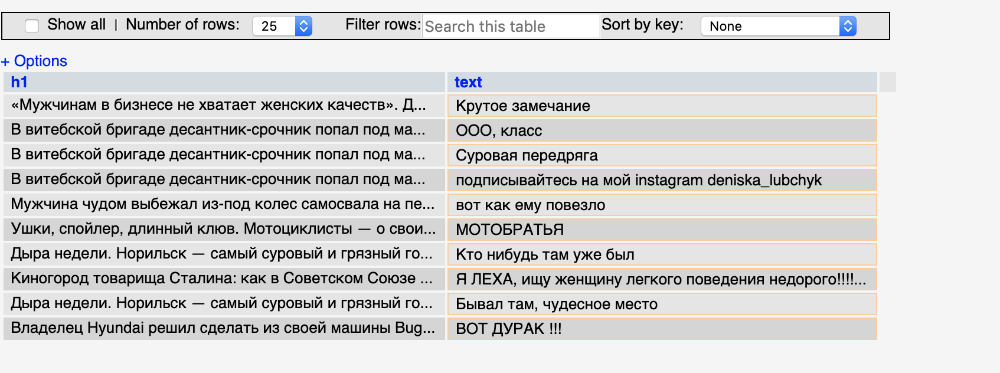 Show all | Number of rows: 25 Filter rows: Search this table Sort by key: None
+ Options
h1 text
«Мужчинам в бизнесе не хватает женских качеств». Д... Крутое замечание
В витебской бригаде десантник-срочник попал под ма... ООО, класс
В витебской бригаде десантник-срочник попал под ма... Суровая передряга
В витебской бригаде десантник-срочник попал под ма... подписывайтесь на мой instagram deniska_lubchyk
Мужчина чудом выбежал из-под колес самосвала на пе... вот как ему повезло
Ушки, спойлер, длинный клюв. Мотоциклисты — о свои... МОТОБРАТЬЯ
Дыра недели. Норильск — самый суровый и грязный го... Кто нибудь там уже был
Киногород товарища Сталина: как в Советском Союзе ... Я ЛЕХА, ищу женщину легкого поведения недорого!!!!...
Дыра недели. Норильск — самый суровый и грязный го... Бывал там, чудесное место
Владелец Hyundai решил сделать из своей машины Bug... ВОТ ДУРАК !!!